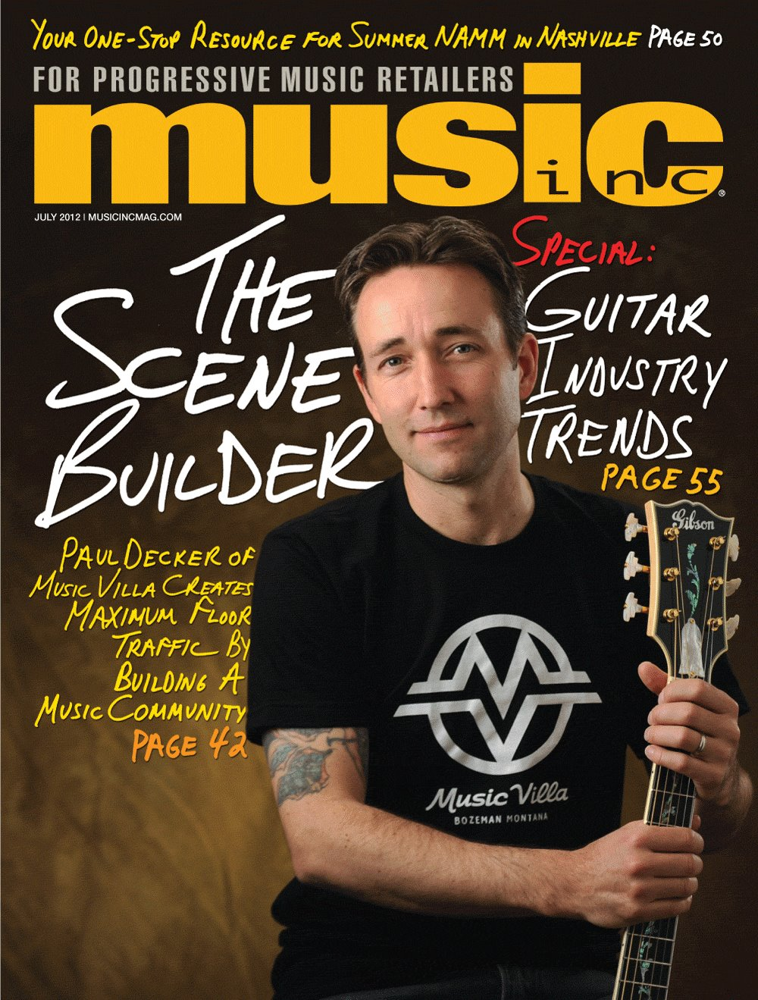 Your One-Stop Resource for Summer NAMM in Nashville Page 50
FOR PROGRESSIVE MUSIC RETAILERS
music
inc®
JULY 2012 | MUSICINCMAG.COM
The
Scene
Builder
Special:
Guitar
Industry
Trends
Page 55
Paul Decker of
Music Villa Creates
Maximum Floor
Traffic By
Building A
Music Community
Page 42
Gibson
MV
Music Villa
BOZEMAN MONTANA